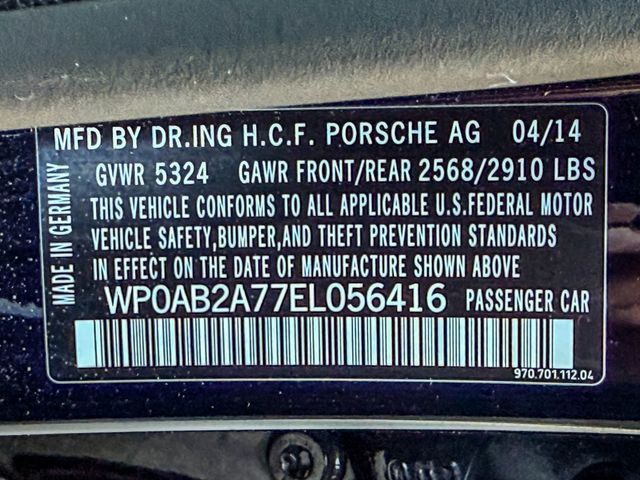 MFD BY DR.ING H.C.F. PORSCHE AG 04/14
GVWR 5324 GAWR FRONT/REAR 2568/2910 LBS
THIS VEHICLE CONFORMS TO ALL APPLICABLE U.S.FEDERAL MOTOR
VEHICLE SAFETY,BUMPER,AND THEFT PREVENTION STANDARDS
IN EFFECT ON THE DATE OF MANUFACTURE SHOWN ABOVE
WP0AB2A77EL056416 PASSENGER CAR
970.701.112.04
MADE IN GERMANY